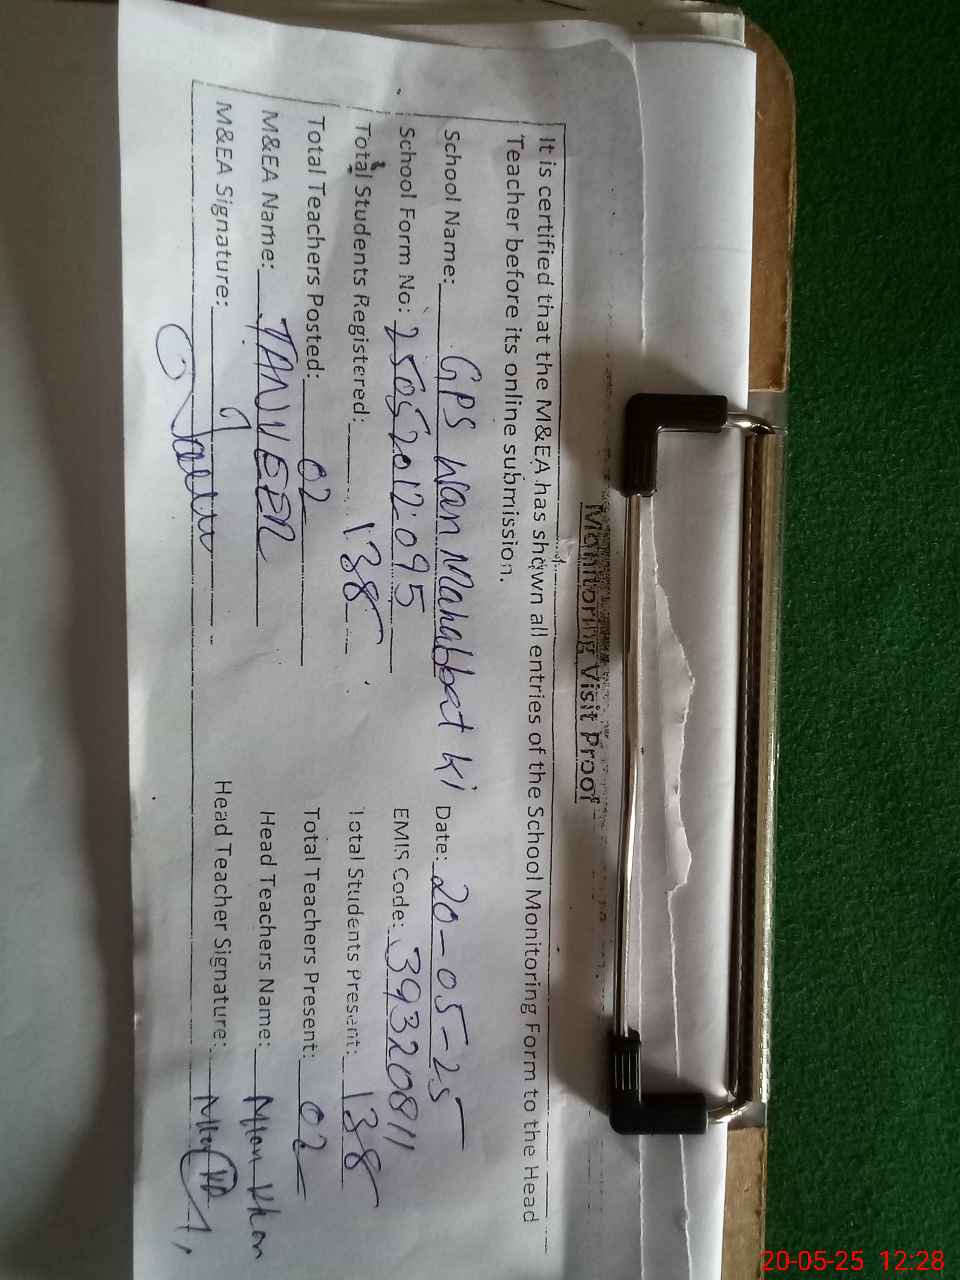 Monitoring Visit Proof
It is certified that the M&EA has shown all entries of the School Monitoring Form to the Head
Teacher before its online submission.
School Name: GPS Wan Mahabbat Ki Date: 20-05-25
School Form No: 25052012095 EMIS Code: 39320811
Total Students Registered: 138 Total Students Present: 138
Total Teachers Posted: 02 Total Teachers Present: 02
M&EA Name: TANVEER Head Teachers Name: Khan
M&EA Signature: Head Teacher Signature:
20-05-25 12:28